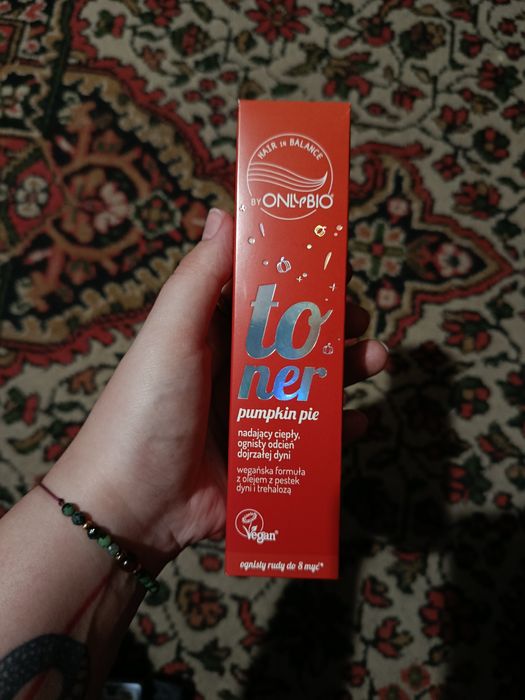 HAIR IN BALANCE
BY ONLYBIO
to
ner
pumpkin pie
nadający ciepły,
ognisty odcień
dojrzałej dyni
wegańska formuła
z olejem z pestek
dyni i trehalozą
Vegan
ognisty rudy do 8 myć*